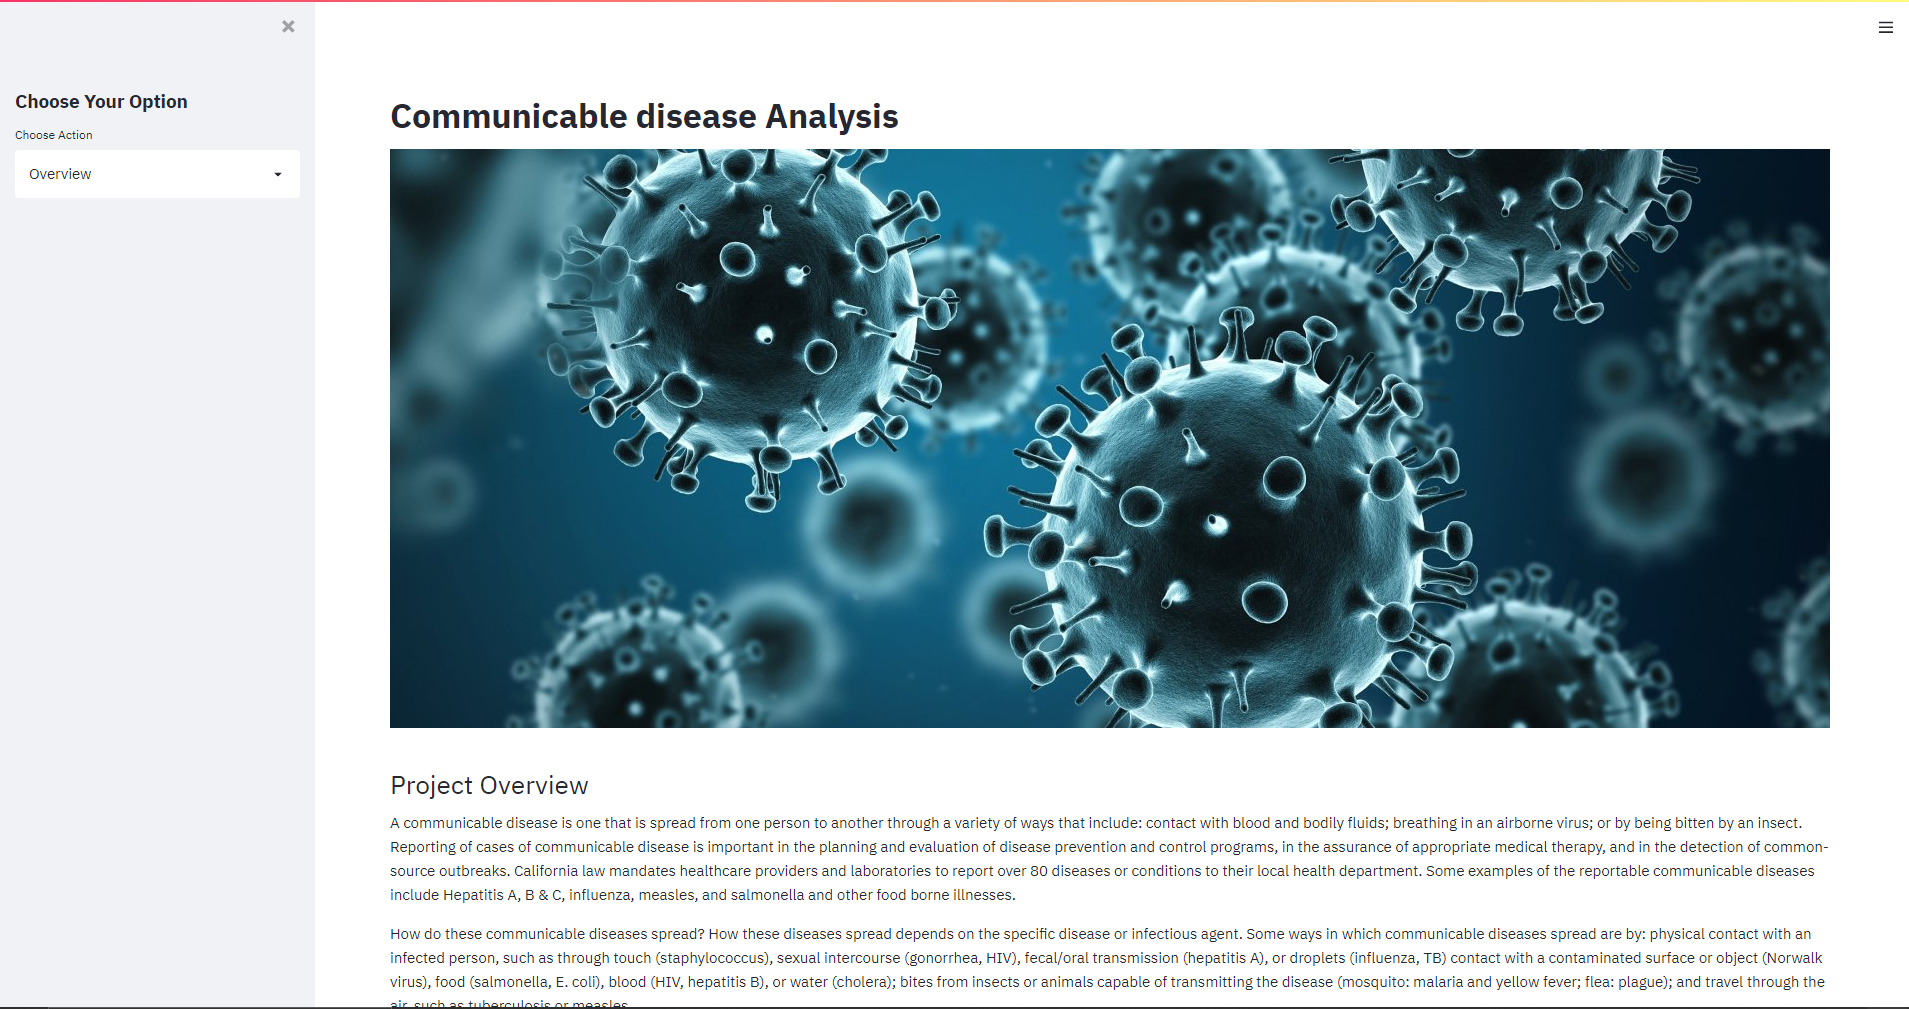 Choose Your Option
Choose Action
Overview
Communicable disease Analysis
Project Overview
A communicable disease is one that is spread from one person to another through a variety of ways that include: contact with blood and bodily fluids; breathing in an airborne virus; or by being bitten by an insect.
Reporting of cases of communicable disease is important in the planning and evaluation of disease prevention and control programs, in the assurance of appropriate medical therapy, and in the detection of common-
source outbreaks. California law mandates healthcare providers and laboratories to report over 80 diseases or conditions to their local health department. Some examples of the reportable communicable diseases
include Hepatitis A, B & C, influenza, measles, and salmonella and other food borne illnesses.
How do these communicable diseases spread? How these diseases spread depends on the specific disease or infectious agent. Some ways in which communicable diseases spread are by: physical contact with an
infected person, such as through touch (staphylococcus), sexual intercourse (gonorrhea, HIV), fecal/oral transmission (hepatitis A), or droplets (influenza, TB) contact with a contaminated surface or object (Norwalk
virus), food (salmonella, E. coli), blood (HIV, hepatitis B), or water (cholera); bites from insects or animals capable of transmitting the disease (mosquito: malaria and yellow fever; flea: plague); and travel through the
air, such as tuberculosis or measles.